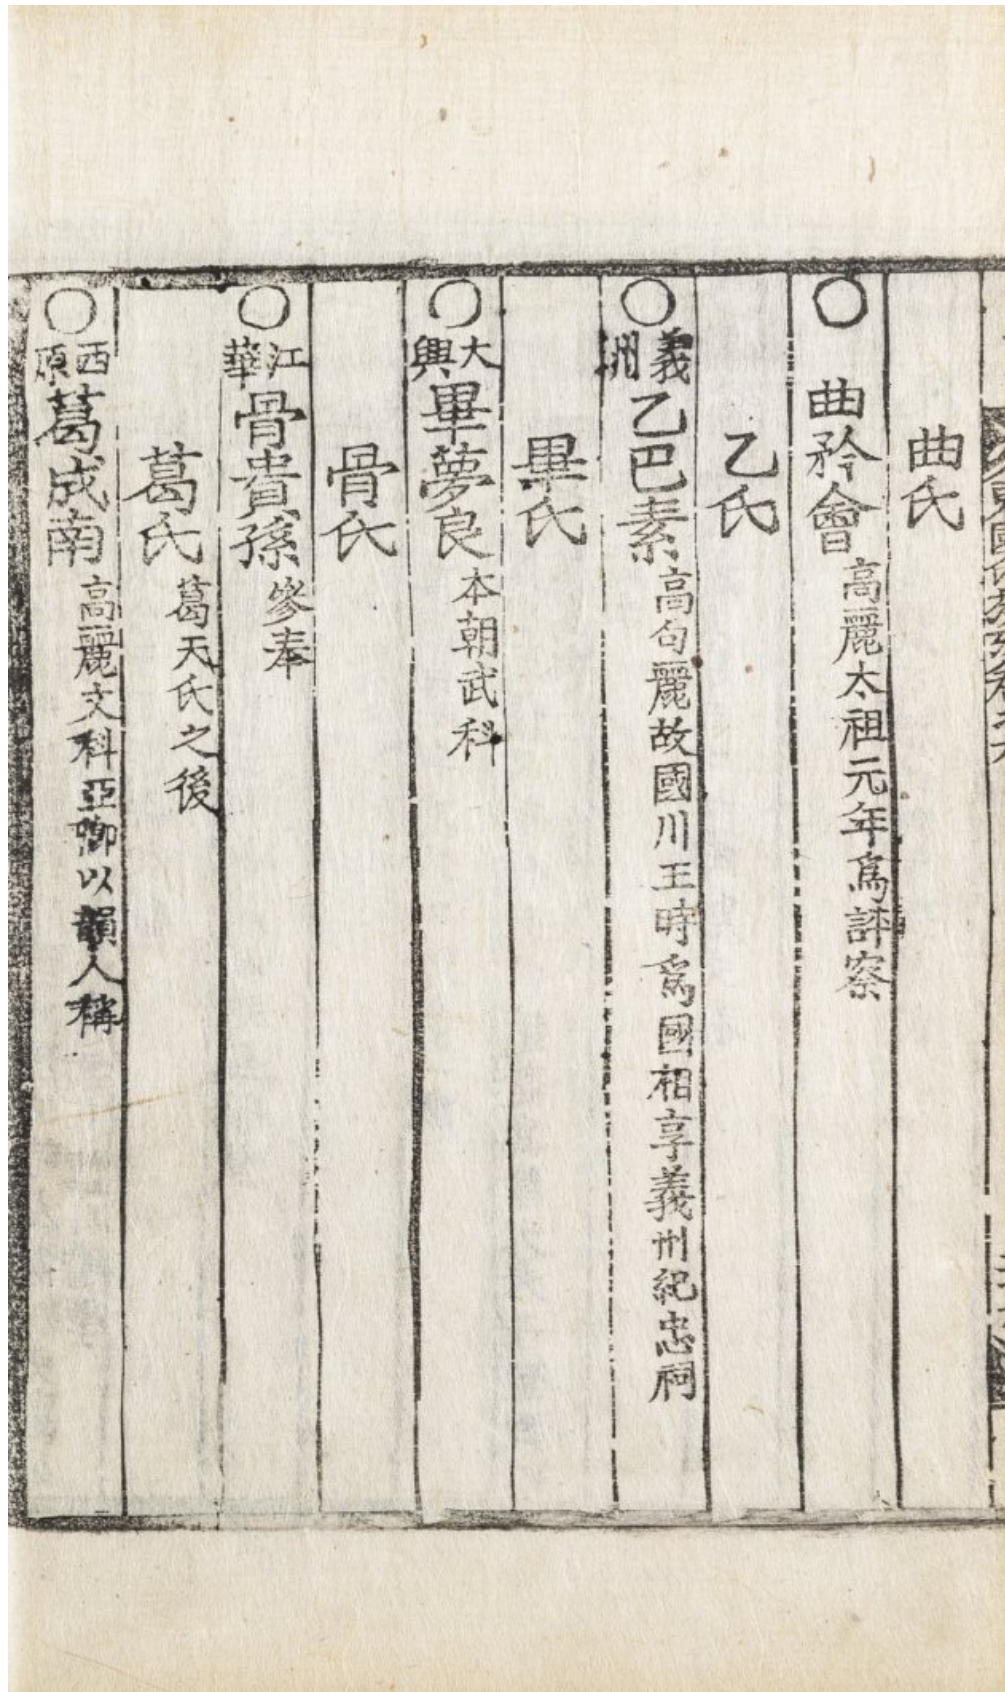 曲氏
○曲矜會高麗太祖元年爲評察
乙氏
○義州乙巴素高句麗故國川王時爲國相享義州紀忠祠
畢氏
○大興畢夢良本朝武科
骨氏
○江華骨貴孫參奉
葛氏葛天氏之後
○西原葛成南高麗文科亞卿以韻人稱